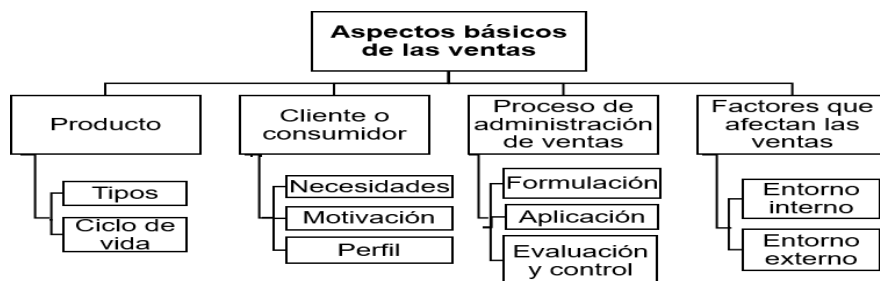 Aspectos básicos
de las ventas
Producto
Tipos
Ciclo de
vida
Cliente o
consumidor
Necesidades
Motivación
Perfil
Proceso de
administración
de ventas
Formulación
Aplicación
Evaluación
y control
Factores que
afectan las
ventas
Entorno
interno
Entorno
externo